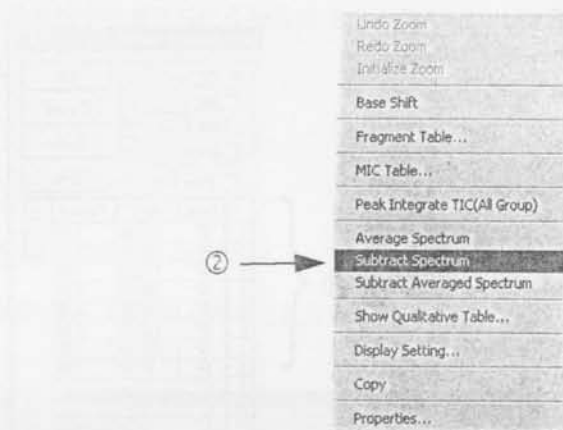 Undo Zoom
Redo Zoom
Initialize Zoom
Base Shift
Fragment Table...
MIC Table...
Peak Integrate TIC(All Group)
Average Spectrum
② Subtract Spectrum
Subtract Averaged Spectrum
Show Qualitative Table...
Display Setting...
Copy
Properties...